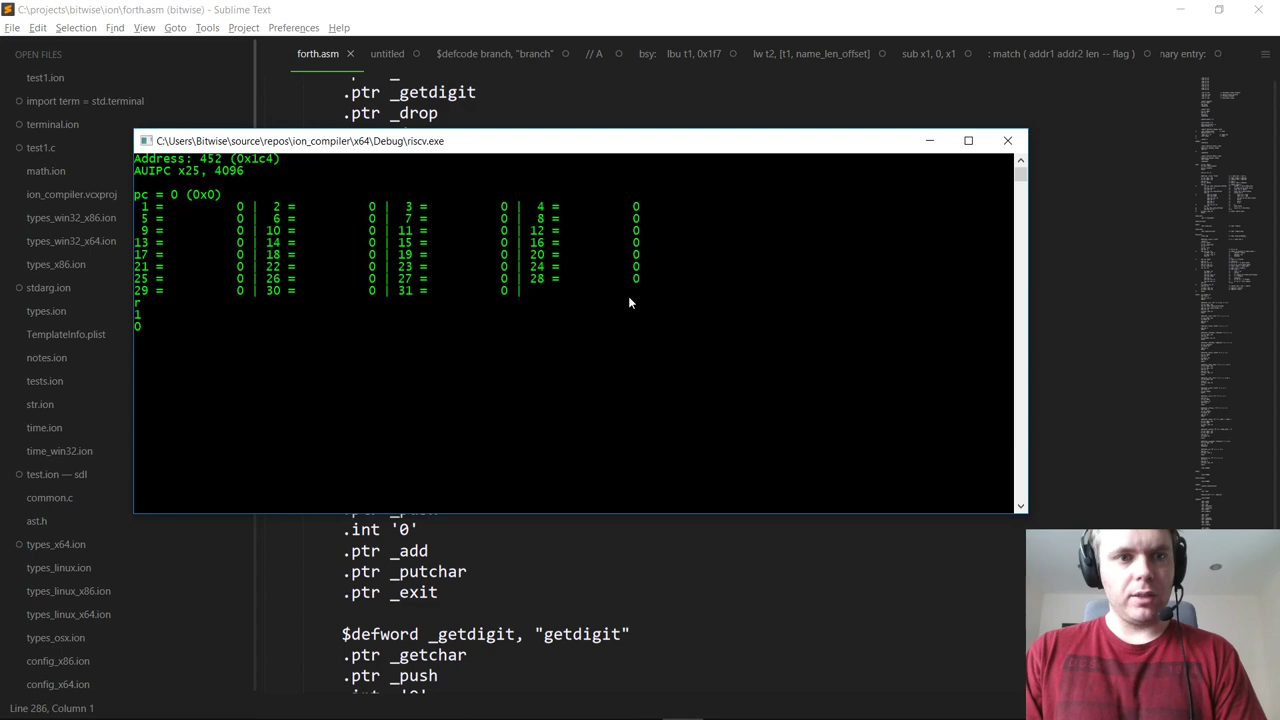 C:\projects\bitwise\ion\forth.asm (bitwise) - Sublime Text
File Edit Selection Find View Goto Tools Project Preferences Help
OPEN FILES
forth.asm untitled $defcode branch, "branch" // A bsy: lbu t1, 0x1f7 lw t2, [t1, name_len_offset] sub x1, 0, x1 : match ( addr1 addr2 len -- flag ) nary entry:
test1.ion
import term = std.terminal
terminal.ion
test1.c
math.ion
ion_compiler.vcxproj
types_win32_x86.ion
types_win32_x64.ion
types_x86.ion
stdarg.ion
types.ion
TemplateInfo.plist
notes.ion
tests.ion
str.ion
time.ion
time_win32.ion
test.ion — sdl
common.c
ast.h
types_x64.ion
types_linux.ion
types_linux_x86.ion
types_linux_x64.ion
types_osx.ion
config_x86.ion
config_x64.ion
.ptr _getdigit
.ptr _drop
C:\Users\Bitwise\source\repos\ion_compiler\x64\Debug\riscv.exe
Address: 452 (0x1c4)
AUIPC x25, 4096
pc = 0 (0x0)
1 = 0 | 2 = 0 | 3 = 0 | 4 = 0
5 = 0 | 6 = 0 | 7 = 0 | 8 = 0
9 = 0 | 10 = 0 | 11 = 0 | 12 = 0
13 = 0 | 14 = 0 | 15 = 0 | 16 = 0
17 = 0 | 18 = 0 | 19 = 0 | 20 = 0
21 = 0 | 22 = 0 | 23 = 0 | 24 = 0
25 = 0 | 26 = 0 | 27 = 0 | 28 = 0
29 = 0 | 30 = 0 | 31 = 0 |
r
1
0
int '0'
.ptr _add
.ptr _putchar
.ptr _exit
$defword _getdigit, "getdigit"
.ptr _getchar
.ptr _push
Line 286, Column 1